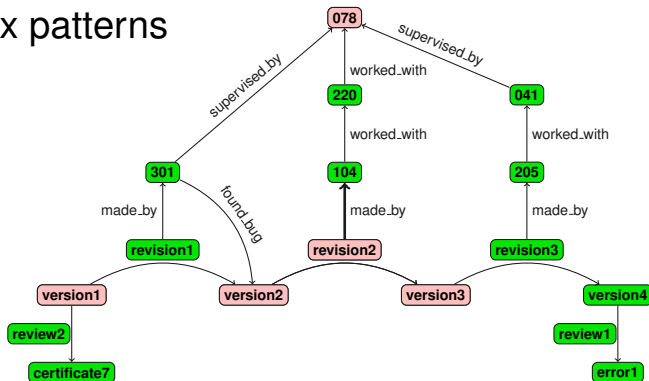 x patterns
078
supervised_by
supervised_by
worked_with
220
041
worked_with
worked_with
301
104
205
made_by
found_bug
made_by
made_by
revision1
revision2
revision3
version1
version2
version3
version4
review2
review1
certificate7
error1